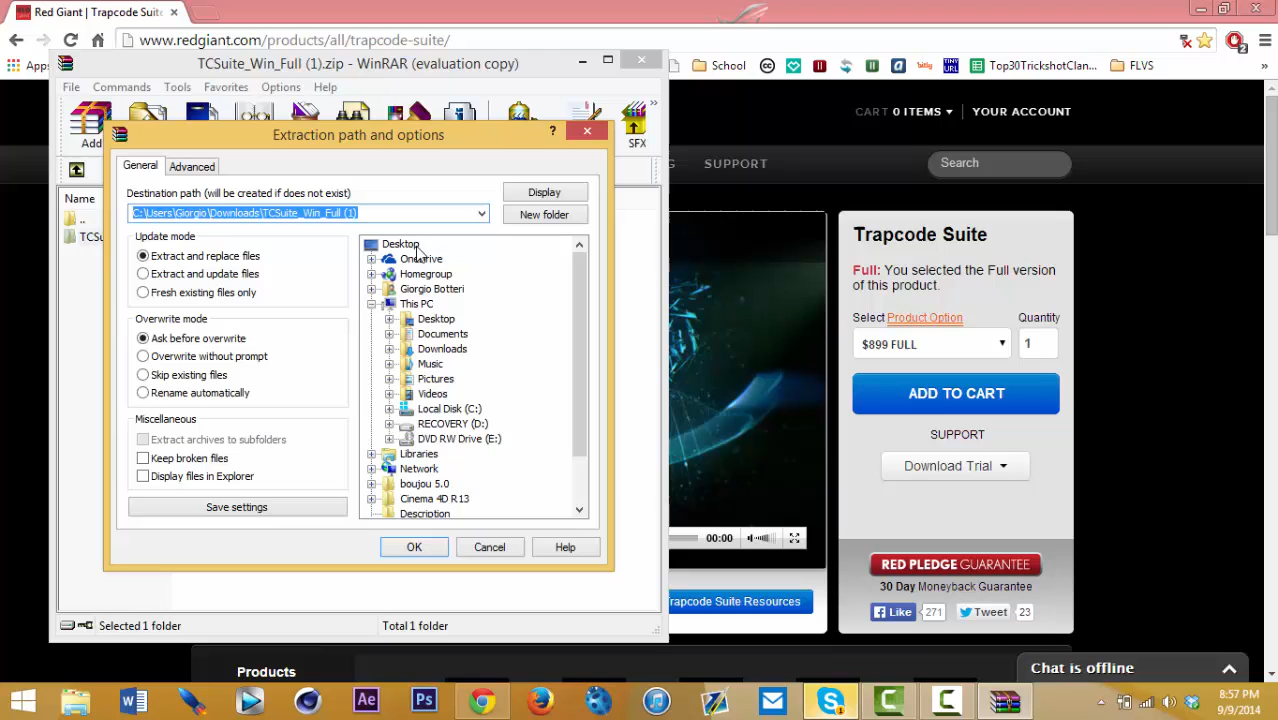 Red Giant | Trapcode Suite
www.redgiant.com/products/all/trapcode-suite/
Apps
School
Top30TrickshotClan...
FLVS
TCSuite_Win_Full (1).zip - WinRAR (evaluation copy)
File Commands Tools Favorites Options Help
Add
SFX
Name
..
TCSu
Selected 1 folder
Total 1 folder
Extraction path and options
General
Advanced
Destination path (will be created if does not exist)
Display
C:\Users\Giorgio\Downloads\TCSuite_Win_Full (1)
New folder
Update mode
Extract and replace files
Extract and update files
Fresh existing files only
Overwrite mode
Ask before overwrite
Overwrite without prompt
Skip existing files
Rename automatically
Miscellaneous
Extract archives to subfolders
Keep broken files
Display files in Explorer
Save settings
Desktop
OneDrive
Homegroup
Giorgio Botteri
This PC
Desktop
Documents
Downloads
Music
Pictures
Videos
Local Disk (C:)
RECOVERY (D:)
DVD RW Drive (E:)
Libraries
Network
boujou 5.0
Cinema 4D R13
Description
OK
Cancel
Help
CART 0 ITEMS
YOUR ACCOUNT
SUPPORT
Search
Trapcode Suite
Full: You selected the Full version
of this product.
Select Product Option
Quantity
$899 FULL
1
ADD TO CART
SUPPORT
Download Trial
RED PLEDGE GUARANTEE
30 Day Moneyback Guarantee
Like 271
Tweet 23
00:00
Trapcode Suite Resources
Products
Chat is offline
Ae
Ps
8:57 PM
9/9/2014